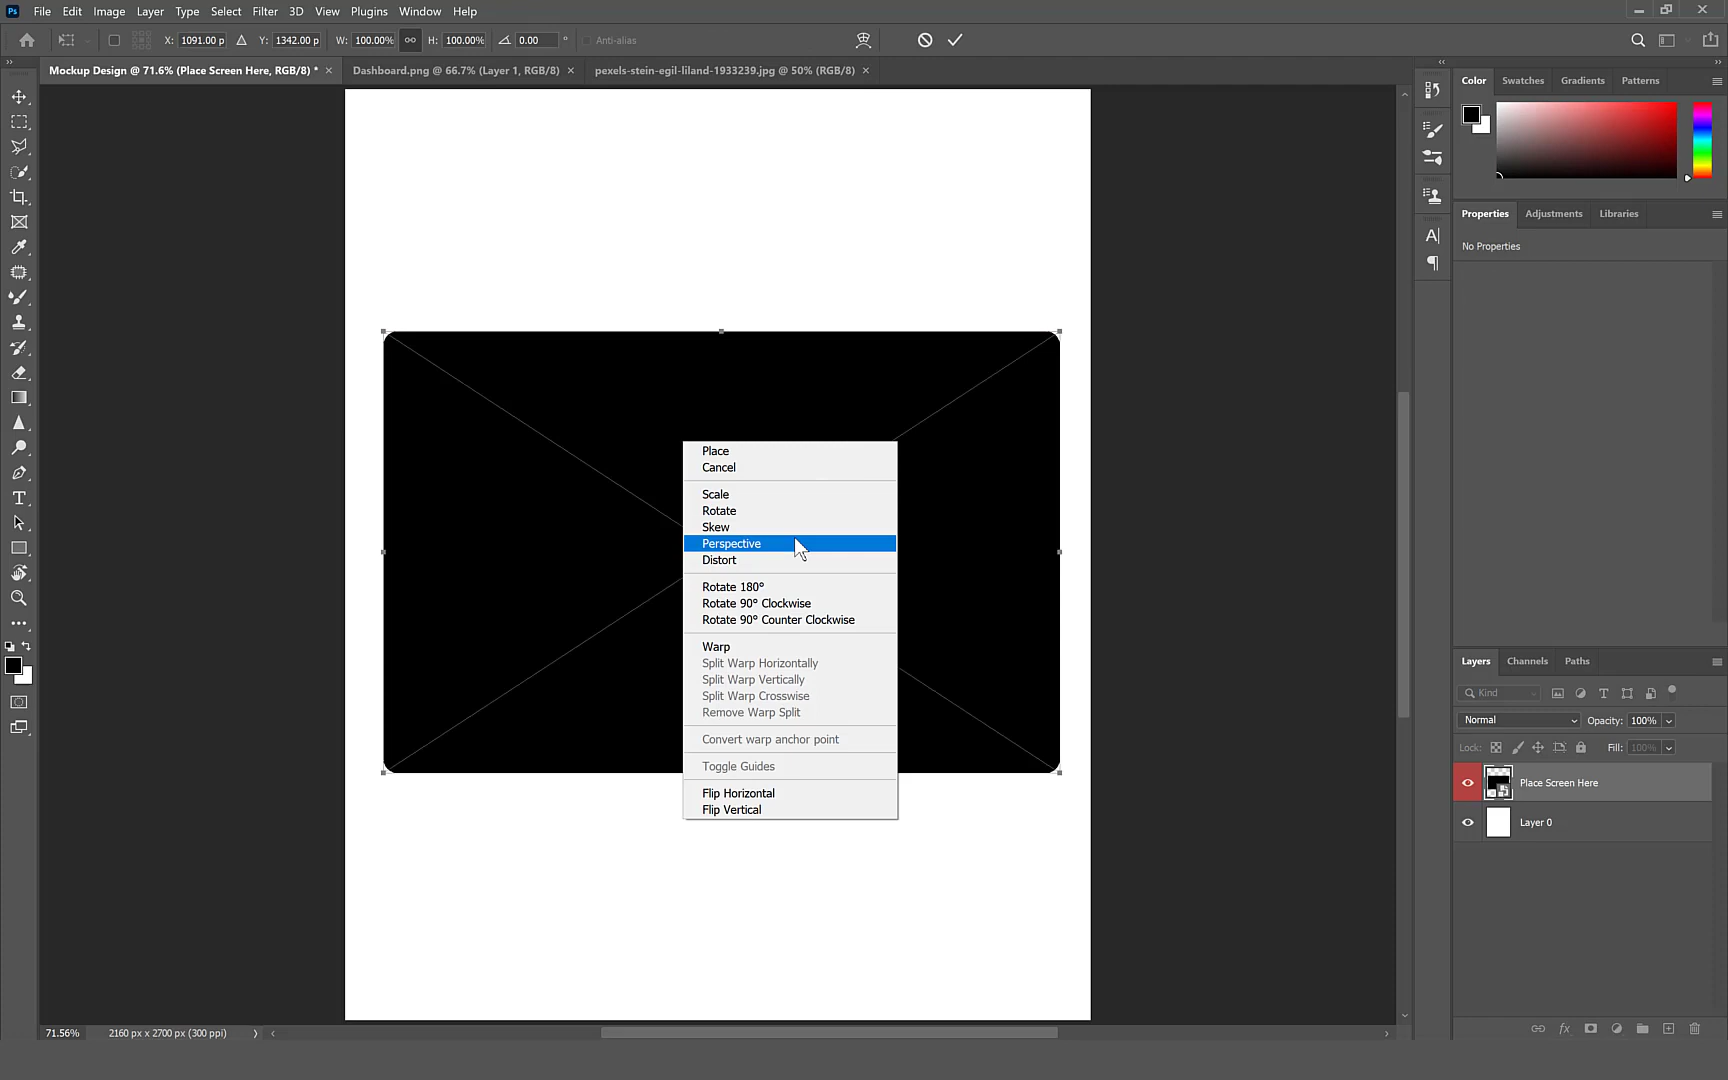 Ps File Edit Image Layer Type Select Filter 3D View Plugins Window Help
X: 1091.00 p Y: 1342.00 p W: 100.00% H: 100.00% 0.00 ° Anti-alias
Mockup Design @ 71.6% (Place Screen Here, RGB/8) * × Dashboard.png @ 66.7% (Layer 1, RGB/8) × pexels-stein-egil-liland-1933239.jpg @ 50% (RGB/8) ×
Color Swatches Gradients Patterns
Properties Adjustments Libraries
No Properties
Place
Cancel
Scale
Rotate
Skew
Perspective
Distort
Rotate 180°
Rotate 90° Clockwise
Rotate 90° Counter Clockwise
Warp
Split Warp Horizontally
Split Warp Vertically
Split Warp Crosswise
Remove Warp Split
Convert warp anchor point
Toggle Guides
Flip Horizontal
Flip Vertical
Layers Channels Paths
Kind
Normal Opacity: 100%
Lock: Fill: 100%
Place Screen Here
Layer 0
fx
71.56% 2160 px x 2700 px (300 ppi)